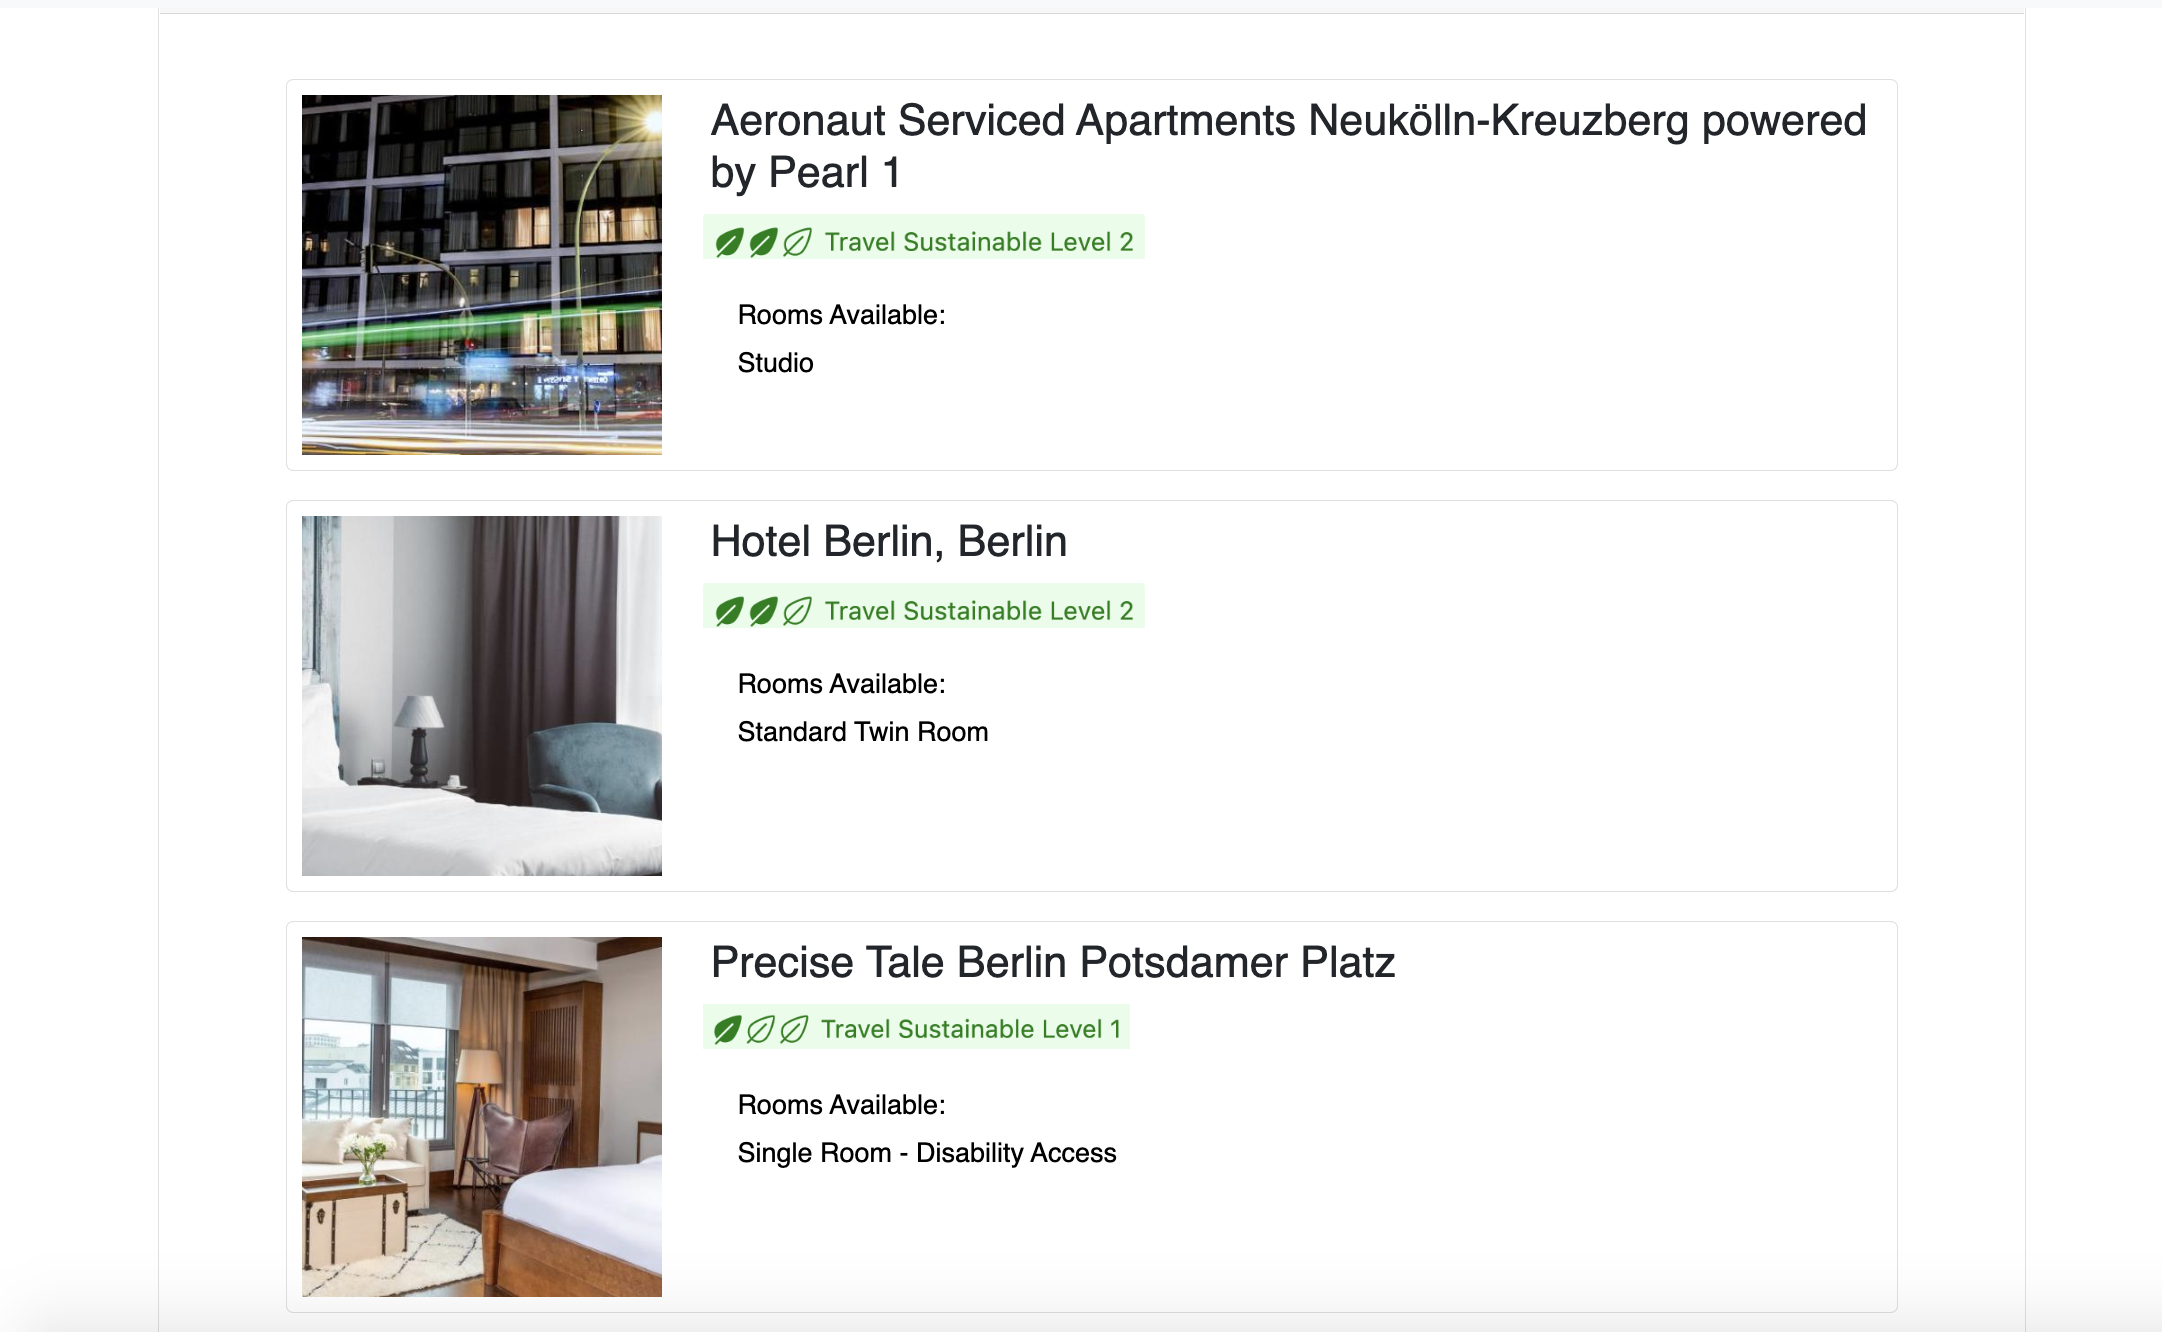 Aeronaut Serviced Apartments Neukölln-Kreuzberg powered
by Pearl 1
Travel Sustainable Level 2
Rooms Available:
Studio
Hotel Berlin, Berlin
Travel Sustainable Level 2
Rooms Available:
Standard Twin Room
Precise Tale Berlin Potsdamer Platz
Travel Sustainable Level 1
Rooms Available:
Single Room - Disability Access